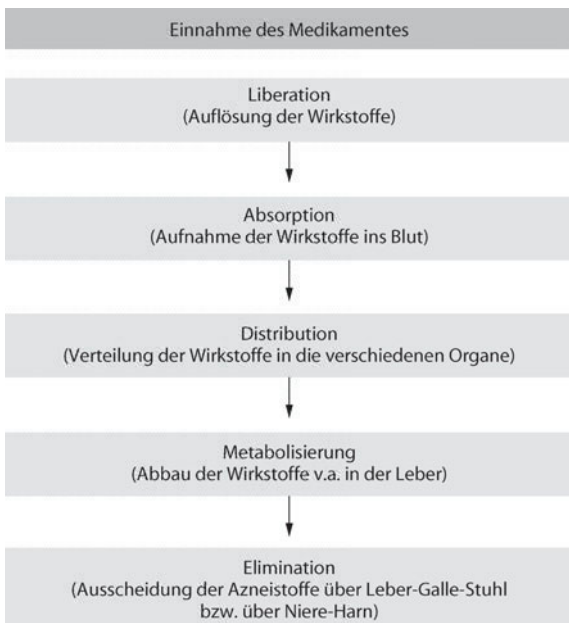 Einnahme des Medikamentes
Liberation
(Auflösung der Wirkstoffe)
Absorption
(Aufnahme der Wirkstoffe ins Blut)
Distribution
(Verteilung der Wirkstoffe in die verschiedenen Organe)
Metabolisierung
(Abbau der Wirkstoffe v.a. in der Leber)
Elimination
(Ausscheidung der Azneistoffe über Leber-Galle-Stuhl
bzw. über Niere-Harn)